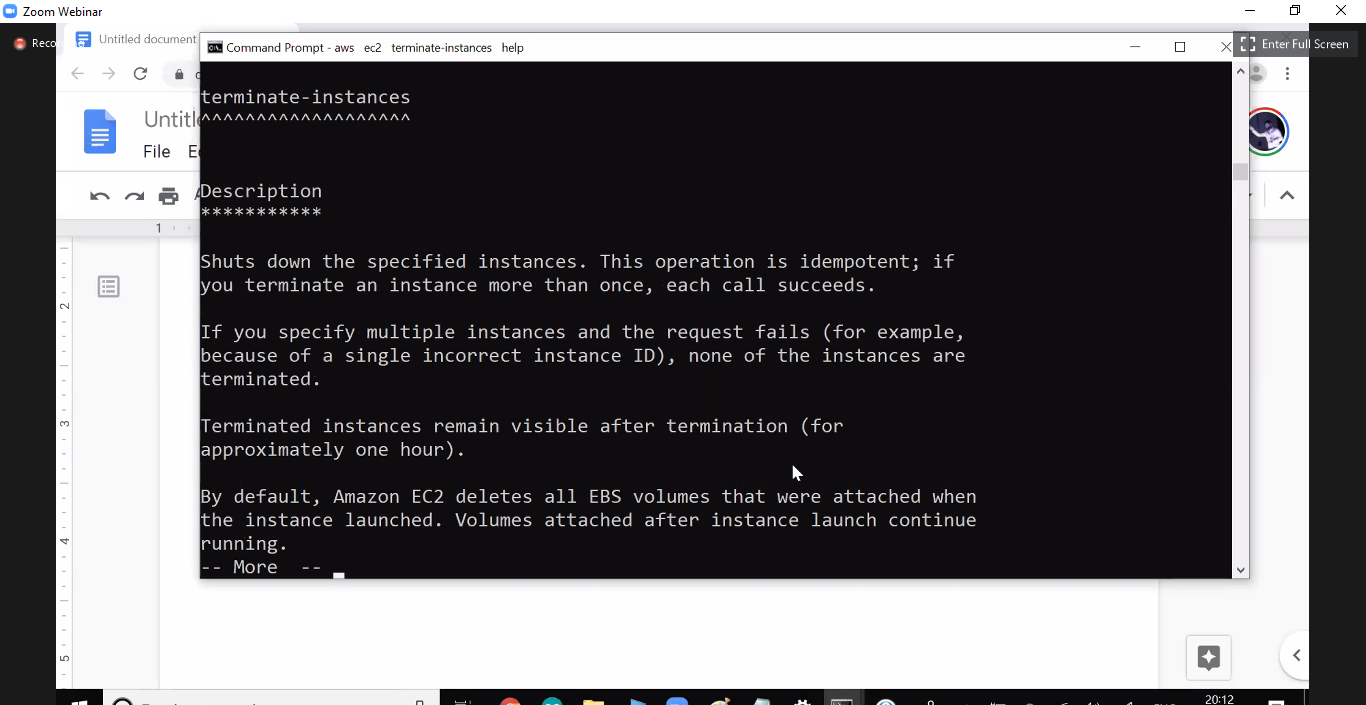 Zoom Webinar
Untitled document
Command Prompt - aws ec2 terminate-instances help
Enter Full Screen
File
terminate-instances
^^^^^^^^^^^^^^^^^^^
Description
***********
1
Shuts down the specified instances. This operation is idempotent; if
you terminate an instance more than once, each call succeeds.
2
If you specify multiple instances and the request fails (for example,
because of a single incorrect instance ID), none of the instances are
terminated.
3
Terminated instances remain visible after termination (for
approximately one hour).
By default, Amazon EC2 deletes all EBS volumes that were attached when
the instance launched. Volumes attached after instance launch continue
running.
4
-- More --
5
20:12